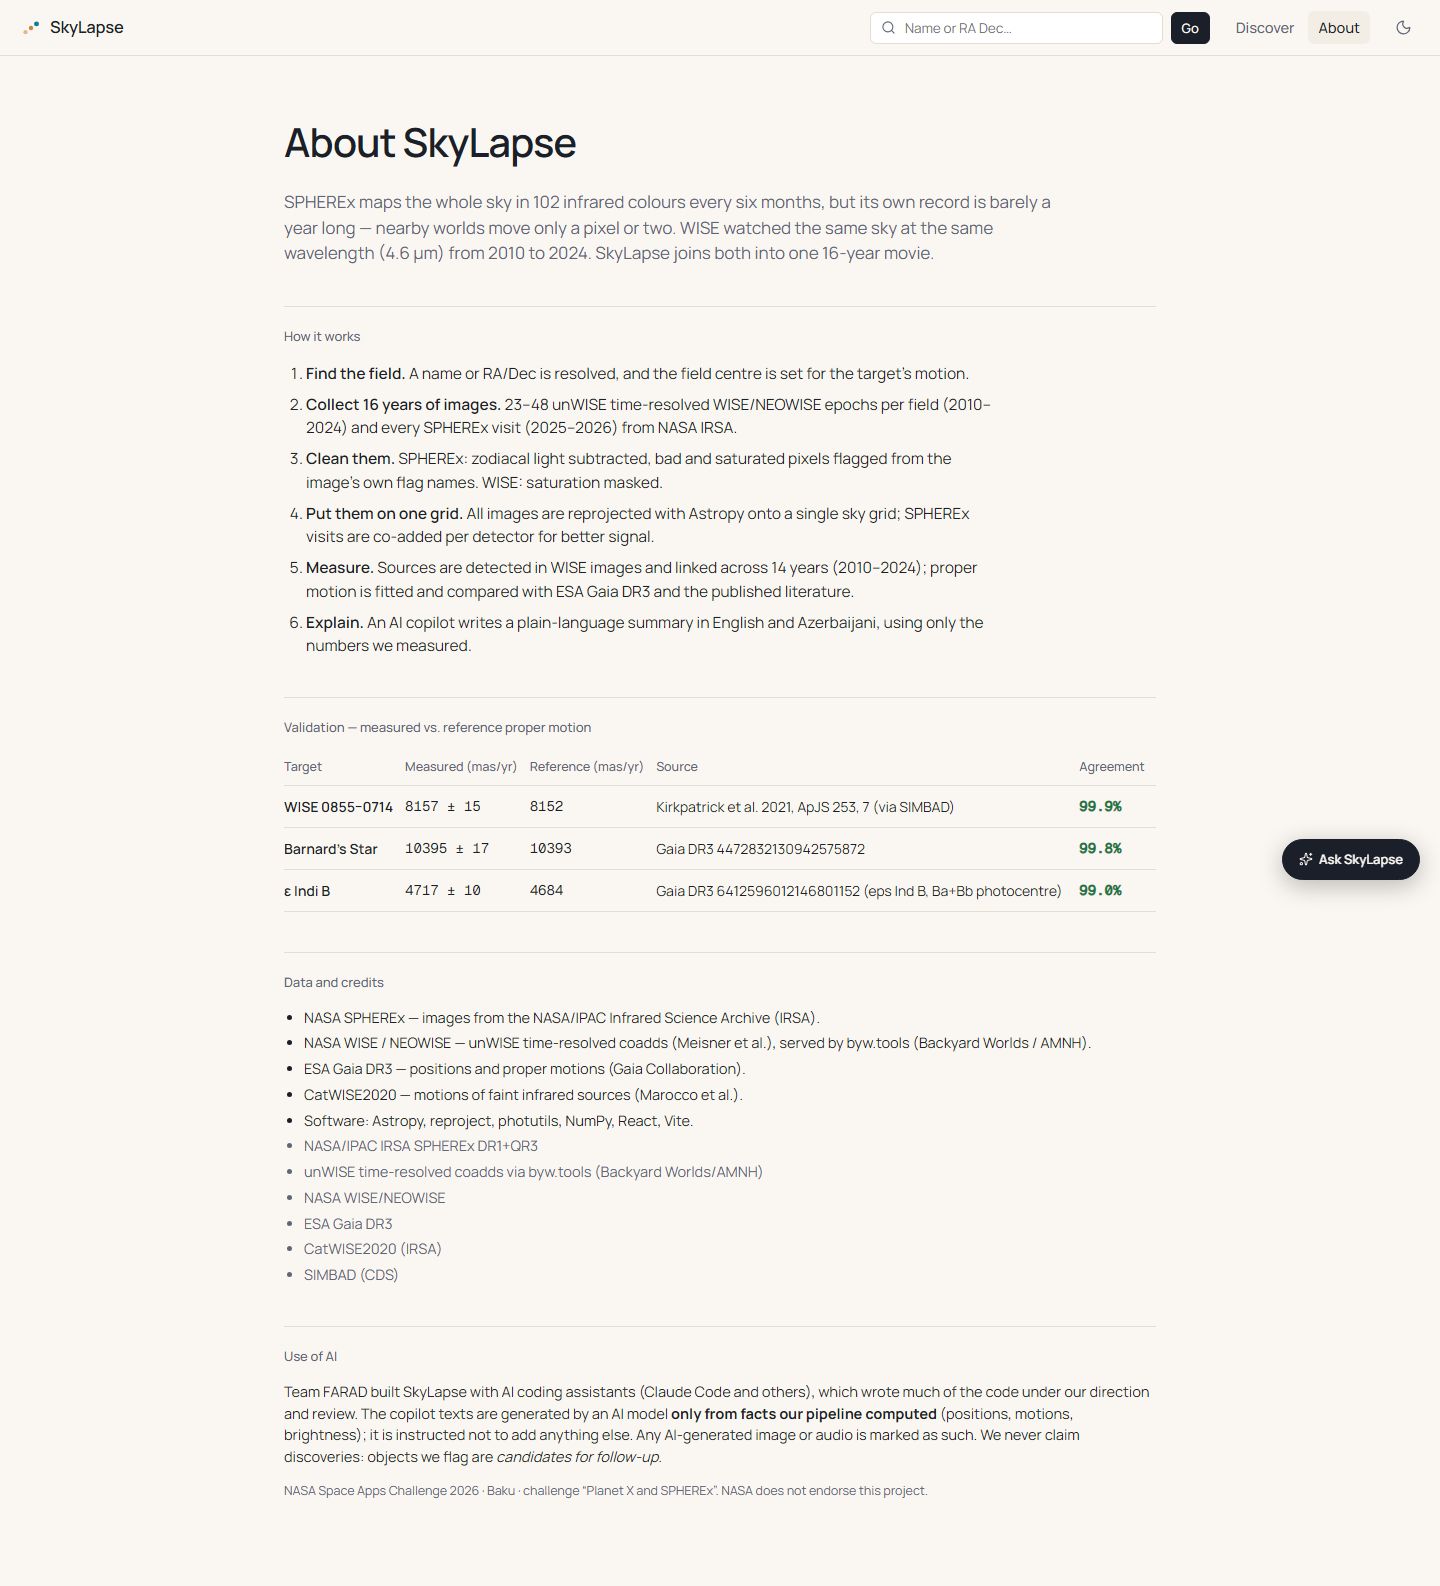 SkyLapse
Name or RA Dec...
Go
Discover
About
About SkyLapse
SPHEREx maps the whole sky in 102 infrared colours every six months, but its own record is barely a
year long — nearby worlds move only a pixel or two. WISE watched the same sky at the same
wavelength (4.6 µm) from 2010 to 2024. SkyLapse joins both into one 16-year movie.
How it works
1. Find the field. A name or RA/Dec is resolved, and the field centre is set for the target's motion.
2. Collect 16 years of images. 23–48 unWISE time-resolved WISE/NEOWISE epochs per field (2010–
2024) and every SPHEREx visit (2025–2026) from NASA IRSA.
3. Clean them. SPHEREx: zodiacal light subtracted, bad and saturated pixels flagged from the
image's own flag names. WISE: saturation masked.
4. Put them on one grid. All images are reprojected with Astropy onto a single sky grid; SPHEREx
visits are co-added per detector for better signal.
5. Measure. Sources are detected in WISE images and linked across 14 years (2010–2024); proper
motion is fitted and compared with ESA Gaia DR3 and the published literature.
6. Explain. An AI copilot writes a plain-language summary in English and Azerbaijani, using only the
numbers we measured.
Validation — measured vs. reference proper motion
Target Measured (mas/yr) Reference (mas/yr) Source Agreement
WISE 0855−0714 8157 ± 15 8152 Kirkpatrick et al. 2021, ApJS 253, 7 (via SIMBAD) 99.9%
Barnard's Star 10395 ± 17 10393 Gaia DR3 4472832130942575872 99.8%
ε Indi B 4717 ± 10 4684 Gaia DR3 6412596012146801152 (eps Ind B, Ba+Bb photocentre) 99.0%
Ask SkyLapse
Data and credits
• NASA SPHEREx — images from the NASA/IPAC Infrared Science Archive (IRSA).
• NASA WISE / NEOWISE — unWISE time-resolved coadds (Meisner et al.), served by byw.tools (Backyard Worlds / AMNH).
• ESA Gaia DR3 — positions and proper motions (Gaia Collaboration).
• CatWISE2020 — motions of faint infrared sources (Marocco et al.).
• Software: Astropy, reproject, photutils, NumPy, React, Vite.
• NASA/IPAC IRSA SPHEREx DR1+QR3
• unWISE time-resolved coadds via byw.tools (Backyard Worlds/AMNH)
• NASA WISE/NEOWISE
• ESA Gaia DR3
• CatWISE2020 (IRSA)
• SIMBAD (CDS)
Use of AI
Team FARAD built SkyLapse with AI coding assistants (Claude Code and others), which wrote much of the code under our direction
and review. The copilot texts are generated by an AI model only from facts our pipeline computed (positions, motions,
brightness); it is instructed not to add anything else. Any AI-generated image or audio is marked as such. We never claim
discoveries: objects we flag are candidates for follow-up.
NASA Space Apps Challenge 2026 · Baku · challenge “Planet X and SPHEREx”. NASA does not endorse this project.